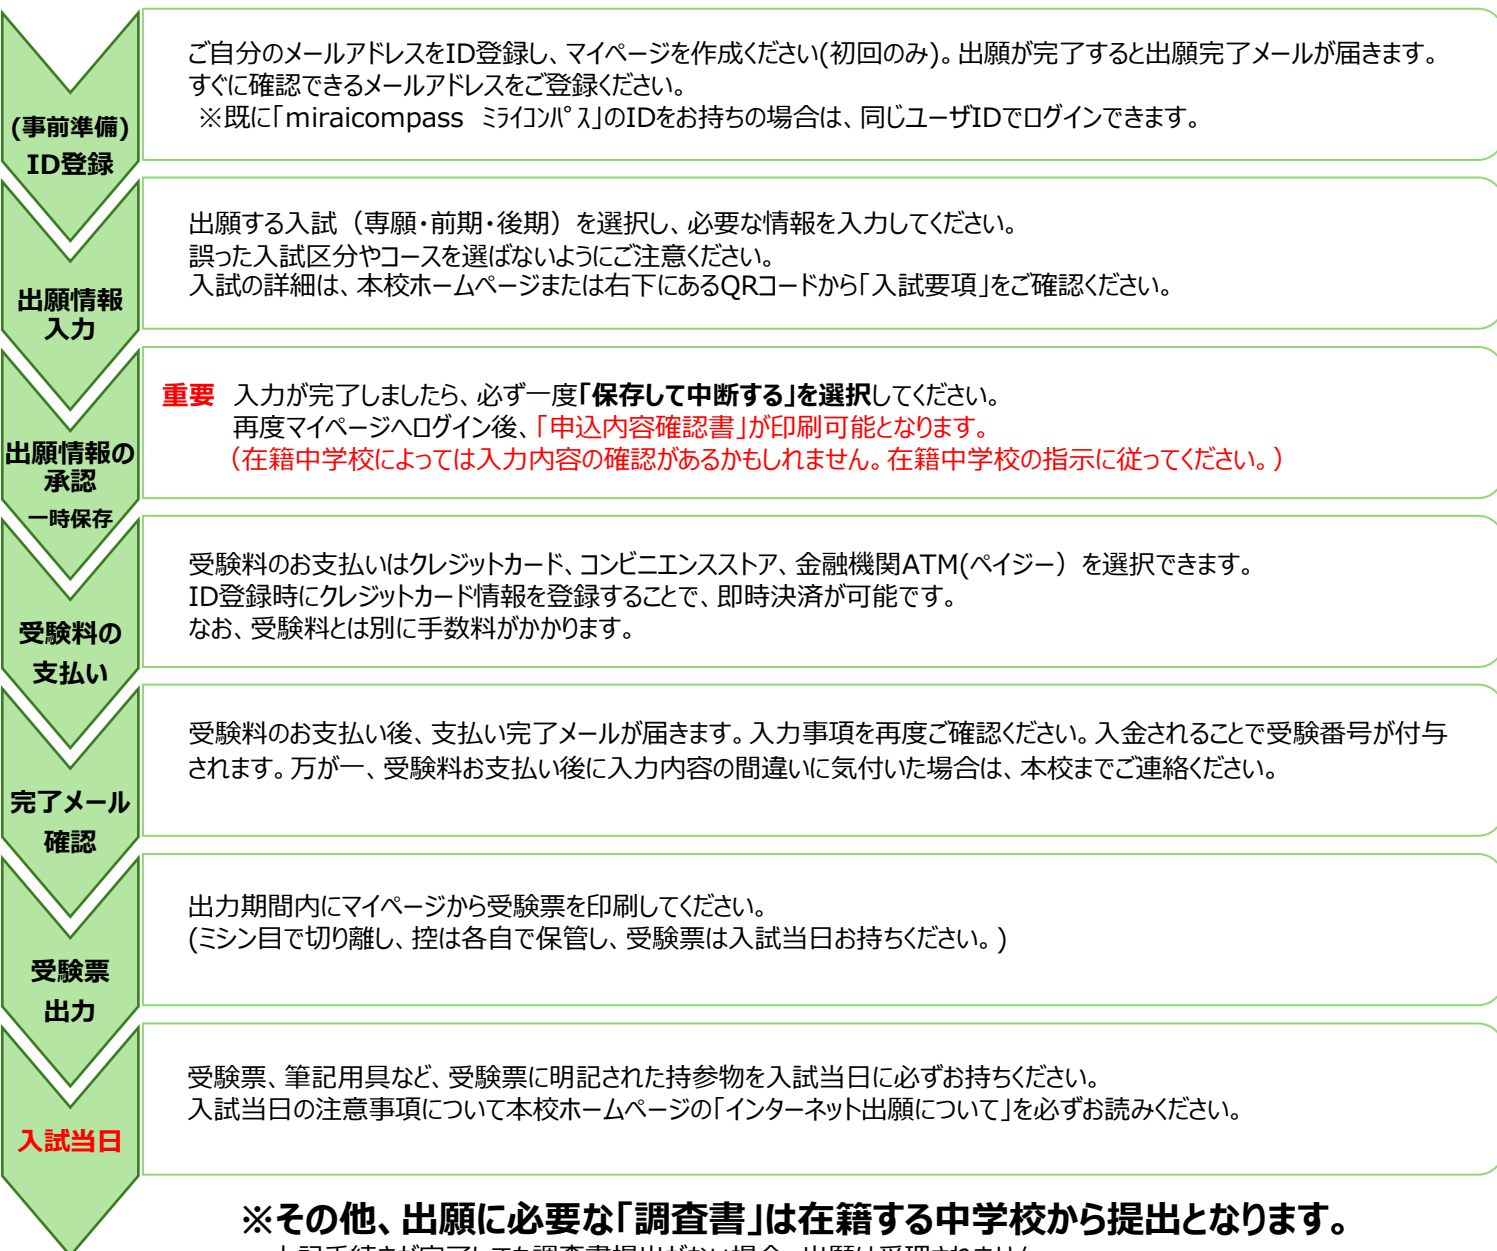 (事前準備)
ID登録
ご自分のメールアドレスをID登録し、マイページを作成ください(初回のみ)。出願が完了すると出願完了メールが届きます。
すぐに確認できるメールアドレスをご登録ください。
※既に「miraicompass ﾐﾗｲｺﾝﾊﾟｽ」のIDをお持ちの場合は、同じユーザIDでログインできます。
出願情報
入力
出願する入試（専願・前期・後期）を選択し、必要な情報を入力してください。
誤った入試区分やコースを選ばないようにご注意ください。
入試の詳細は、本校ホームページまたは右下にあるQRコードから「入試要項」をご確認ください。
出願情報の
承認
一時保存
重要 入力が完了しましたら、必ず一度「保存して中断する」を選択してください。
再度マイページへログイン後、「申込内容確認書」が印刷可能となります。
（在籍中学校によっては入力内容の確認があるかもしれません。在籍中学校の指示に従ってください。）
受験料の
支払い
受験料のお支払いはクレジットカード、コンビニエンスストア、金融機関ATM(ペイジー）を選択できます。
ID登録時にクレジットカード情報を登録することで、即時決済が可能です。
なお、受験料とは別に手数料がかかります。
完了メール
確認
受験料のお支払い後、支払い完了メールが届きます。入力事項を再度ご確認ください。入金されることで受験番号が付与
されます。万が一、受験料お支払い後に入力内容の間違いに気付いた場合は、本校までご連絡ください。
受験票
出力
出力期間内にマイページから受験票を印刷してください。
(ミシン目で切り離し、控は各自で保管し、受験票は入試当日お持ちください。)
入試当日
受験票、筆記用具など、受験票に明記された持参物を入試当日に必ずお持ちください。
入試当日の注意事項について本校ホームページの「インターネット出願について」を必ずお読みください。
※その他、出願に必要な「調査書」は在籍する中学校から提出となります。
上記手続きが完了しても調査書提出がない場合、出願は受理されません。